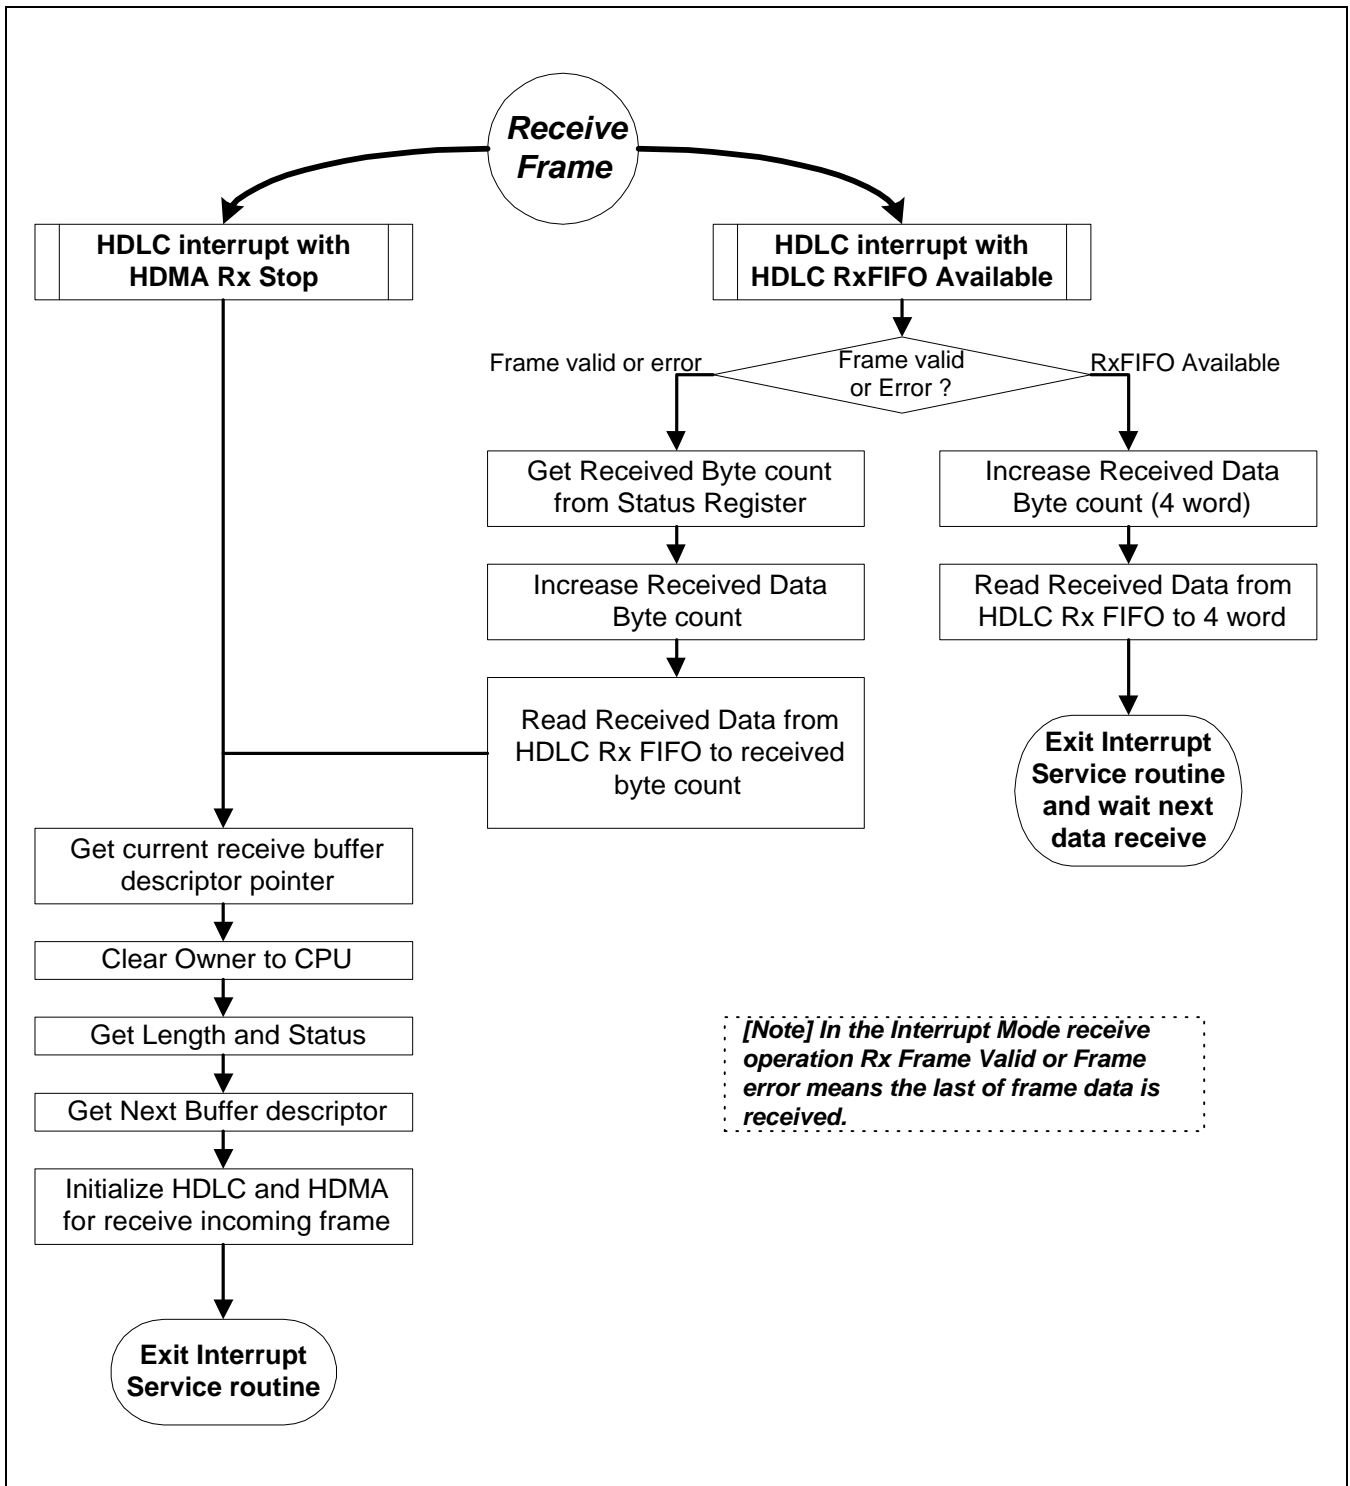 Receive
Frame
HDLC interrupt with
HDMA Rx Stop
HDLC interrupt with
HDLC RxFIFO Available
Frame valid or error
Frame valid
or Error ?
RxFIFO Available
Get Received Byte count
from Status Register
Increase Received Data
Byte count (4 word)
Increase Received Data
Byte count
Read Received Data from
HDLC Rx FIFO to 4 word
Read Received Data from
HDLC Rx FIFO to received
byte count
Exit Interrupt
Service routine
and wait next
data receive
Get current receive buffer
descriptor pointer
Clear Owner to CPU
Get Length and Status
Get Next Buffer descriptor
Initialize HDLC and HDMA
for receive incoming frame
Exit Interrupt
Service routine
[Note] In the Interrupt Mode receive
operation Rx Frame Valid or Frame
error means the last of frame data is
received.